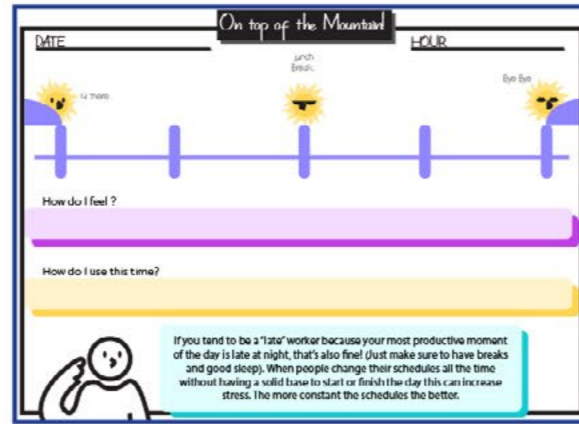 On top of the Mountain!
DATE
HOUR
Lunch
Break.
Bye Bye
How do I feel ?
How do I use this time?
If you tend to be a "late" worker because your most productive moment
of the day is late at night, that's also fine! (Just make sure to have breaks
and good sleep). When people change their schedules all the time
without having a solid base to start or finish the day this can increase
stress. The more constant the schedules the better.